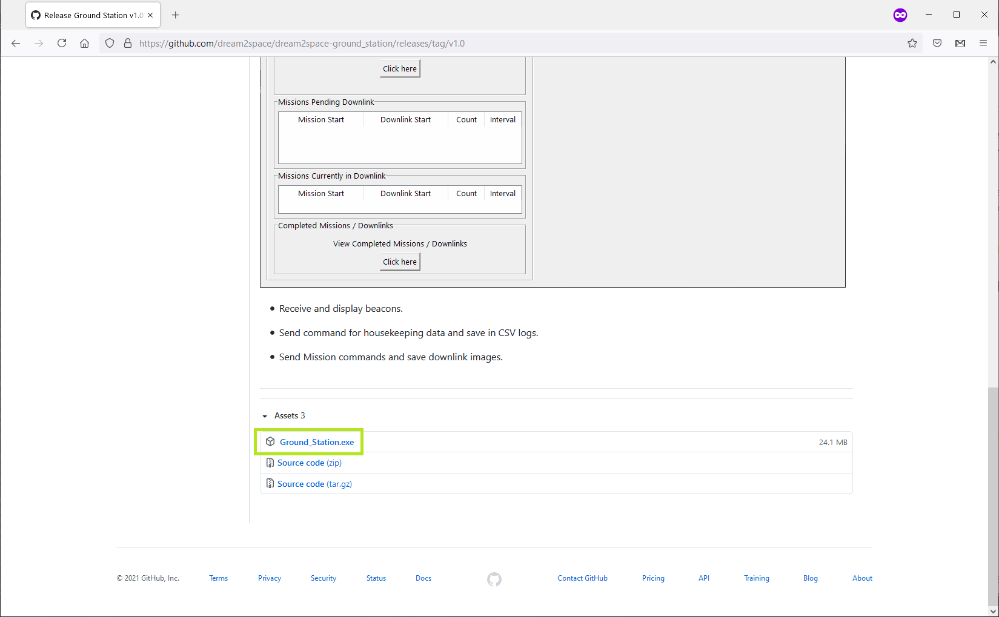 Release Ground Station v1.0
https://github.com/dream2space/dream2space-ground_station/releases/tag/v1.0
Click here
Missions Pending Downlink
Mission Start Downlink Start Count Interval
Missions Currently in Downlink
Mission Start Downlink Start Count Interval
Completed Missions / Downlinks
View Completed Missions / Downlinks
Click here
Receive and display beacons.
Send command for housekeeping data and save in CSV logs.
Send Mission commands and save downlink images.
Assets 3
Ground_Station.exe 24.1 MB
Source code (zip)
Source code (tar.gz)
© 2021 GitHub, Inc. Terms Privacy Security Status Docs Contact GitHub Pricing API Training Blog About